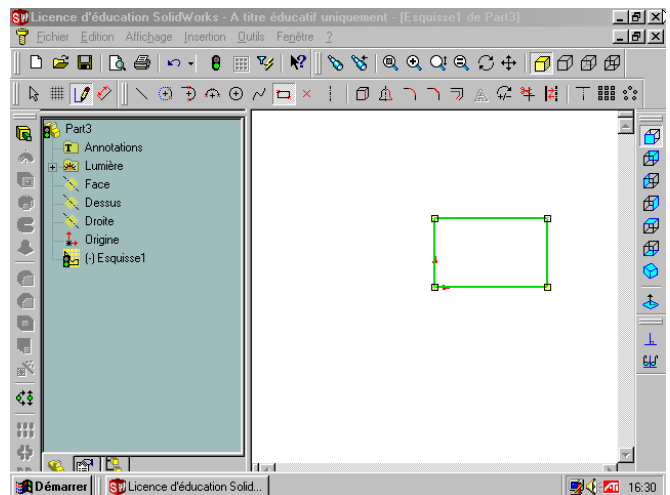 Licence d'éducation SolidWorks - A titre éducatif uniquement - [Esquisse1 de Part3]
Fichier Edition Affichage Insertion Outils Fenêtre ?
Part3
Annotations
Lumière
Face
Dessus
Droite
Origine
(-) Esquisse1
Démarrer Licence d'éducation Solid... ATI 16:30